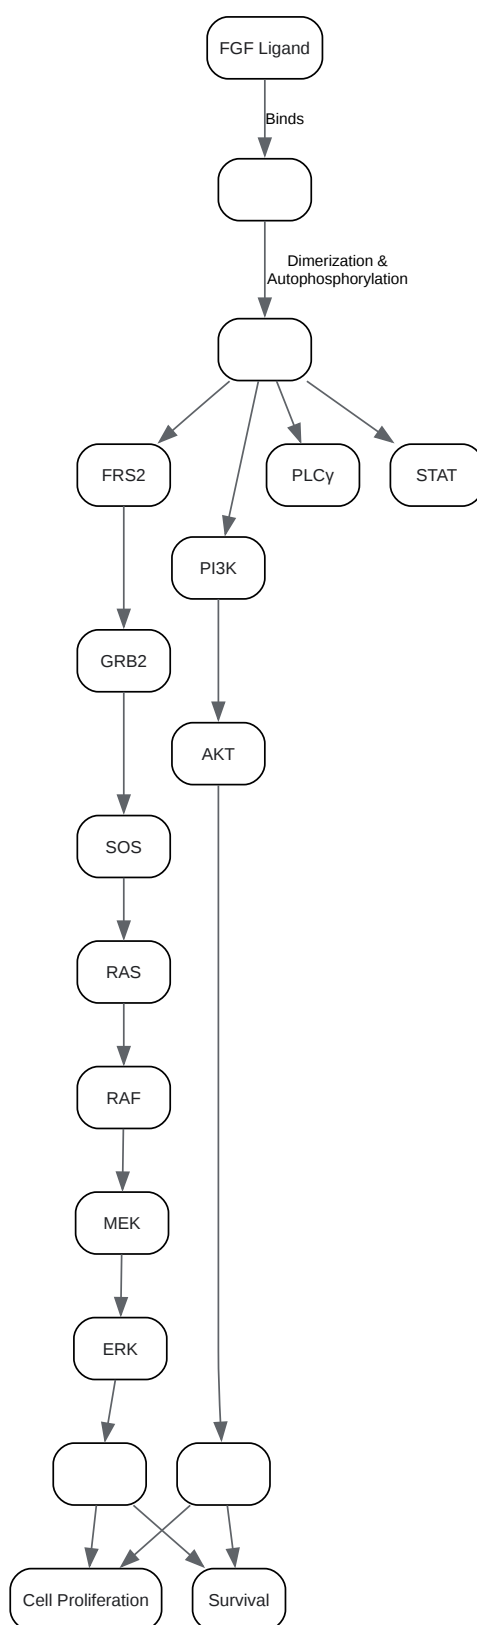 FGF Ligand
Binds
Dimerization &
Autophosphorylation
FRS2
PLCγ
STAT
PI3K
GRB2
AKT
SOS
RAS
RAF
MEK
ERK
Cell Proliferation
Survival